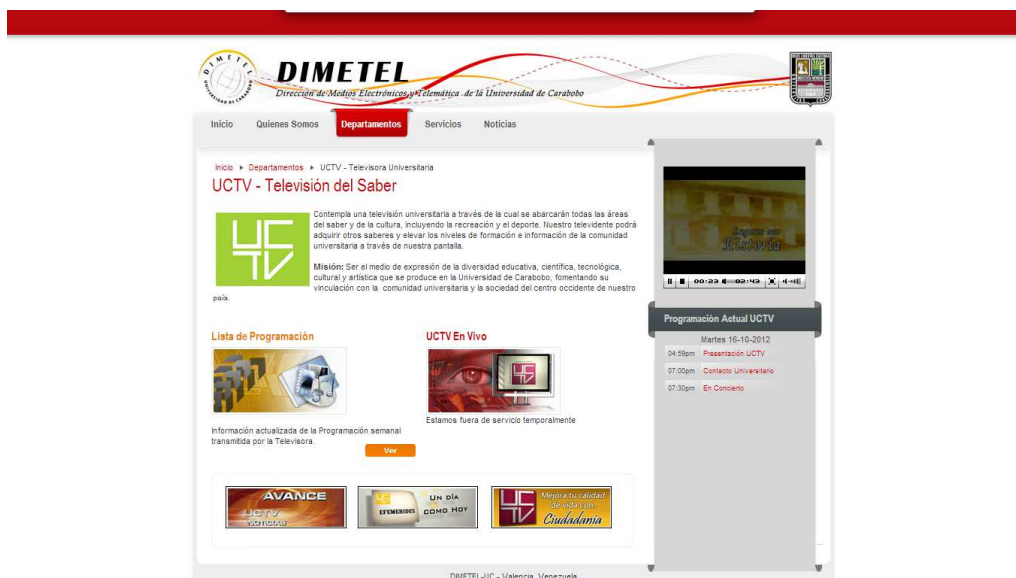 DIMETEL
Dirección de Medios Electrónicos y Telemática de la Universidad de Carabobo
Inicio Quienes Somos Departamentos Servicios Noticias
Inicio Departamentos UCTV - Televisora Universitaria
UCTV - Televisión del Saber
Contempla una televisión universitaria a través de la cual se abarcarán todas las áreas
del saber y de la cultura, incluyendo la recreación y el deporte. Nuestro televidente podrá
adquirir otros saberes y elevar los niveles de formación e información de la comunidad
universitaria a través de nuestra pantalla.
Misión: Ser el medio de expresión de la diversidad educativa, científica, tecnológica,
cultural y artística que se produce en la Universidad de Carabobo, fomentando su
vinculación con la comunidad universitaria y la sociedad del centro occidente de nuestro
país.
UCTV
Lista de Programación
Información actualizada de la Programación semanal
transmitida por la Televisora.
Ver
UCTV En Vivo
UCTV
Estamos fuera de servicio temporalmente
AVANCE
UCTV
NOTICIAS
EFEMERIDES
UN DÍA
COMO HOY
UCTV
Mejora tu calidad
de vida con:
Ciudadanía
Lugares con
Historia
00:23 02:43
Programación Actual UCTV
Martes 16-10-2012
04:59pm Presentación UCTV
07:00pm Contacto Universitario
07:30pm En Concierto
DIMETEL-UC - Valencia, Venezuela